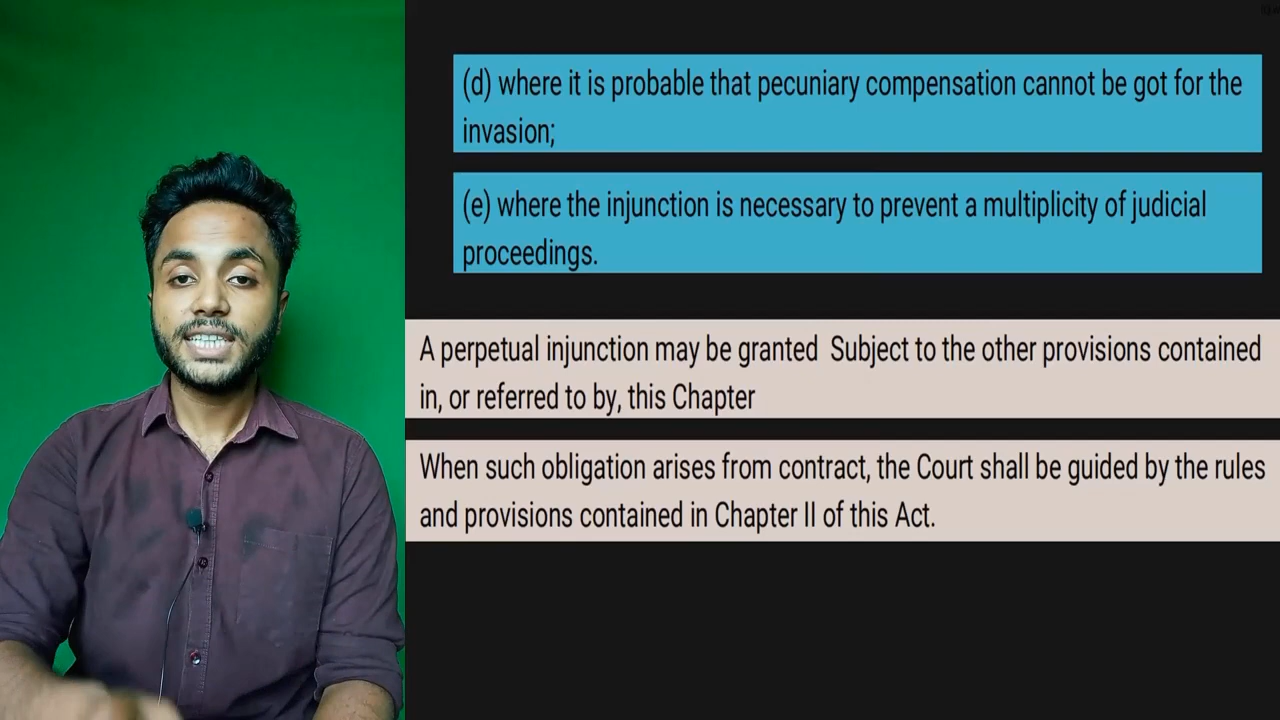 (d) where it is probable that pecuniary compensation cannot be got for the
invasion;
(e) where the injunction is necessary to prevent a multiplicity of judicial
proceedings.
A perpetual injunction may be granted Subject to the other provisions contained
in, or referred to by, this Chapter
When such obligation arises from contract, the Court shall be guided by the rules
and provisions contained in Chapter II of this Act.